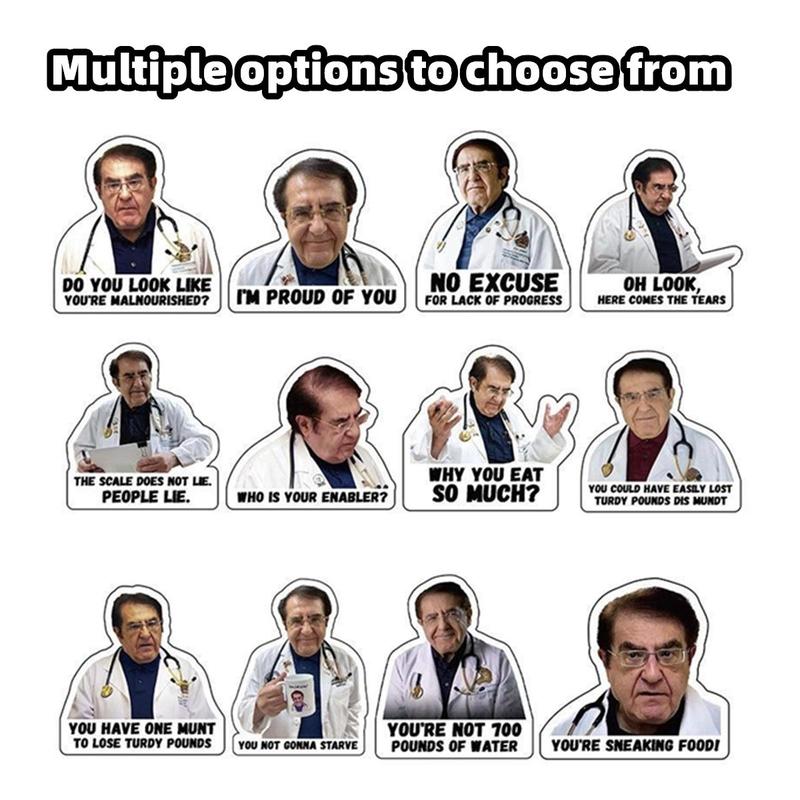 Multiple options to choose from
DO YOU LOOK LIKE
YOU'RE MALNOURISHED?
I'M PROUD OF YOU
NO EXCUSE
FOR LACK OF PROGRESS
OH LOOK,
HERE COMES THE TEARS
THE SCALE DOES NOT LIE.
PEOPLE LIE.
WHO IS YOUR ENABLER?
WHY YOU EAT
SO MUCH?
YOU COULD HAVE EASILY LOST
TURDY POUNDS DIS MUNDT
YOU HAVE ONE MUNT
TO LOSE TURDY POUNDS
YOU NOT GONNA STARVE
YOU'RE NOT 700
POUNDS OF WATER
YOU'RE SNEAKING FOOD!